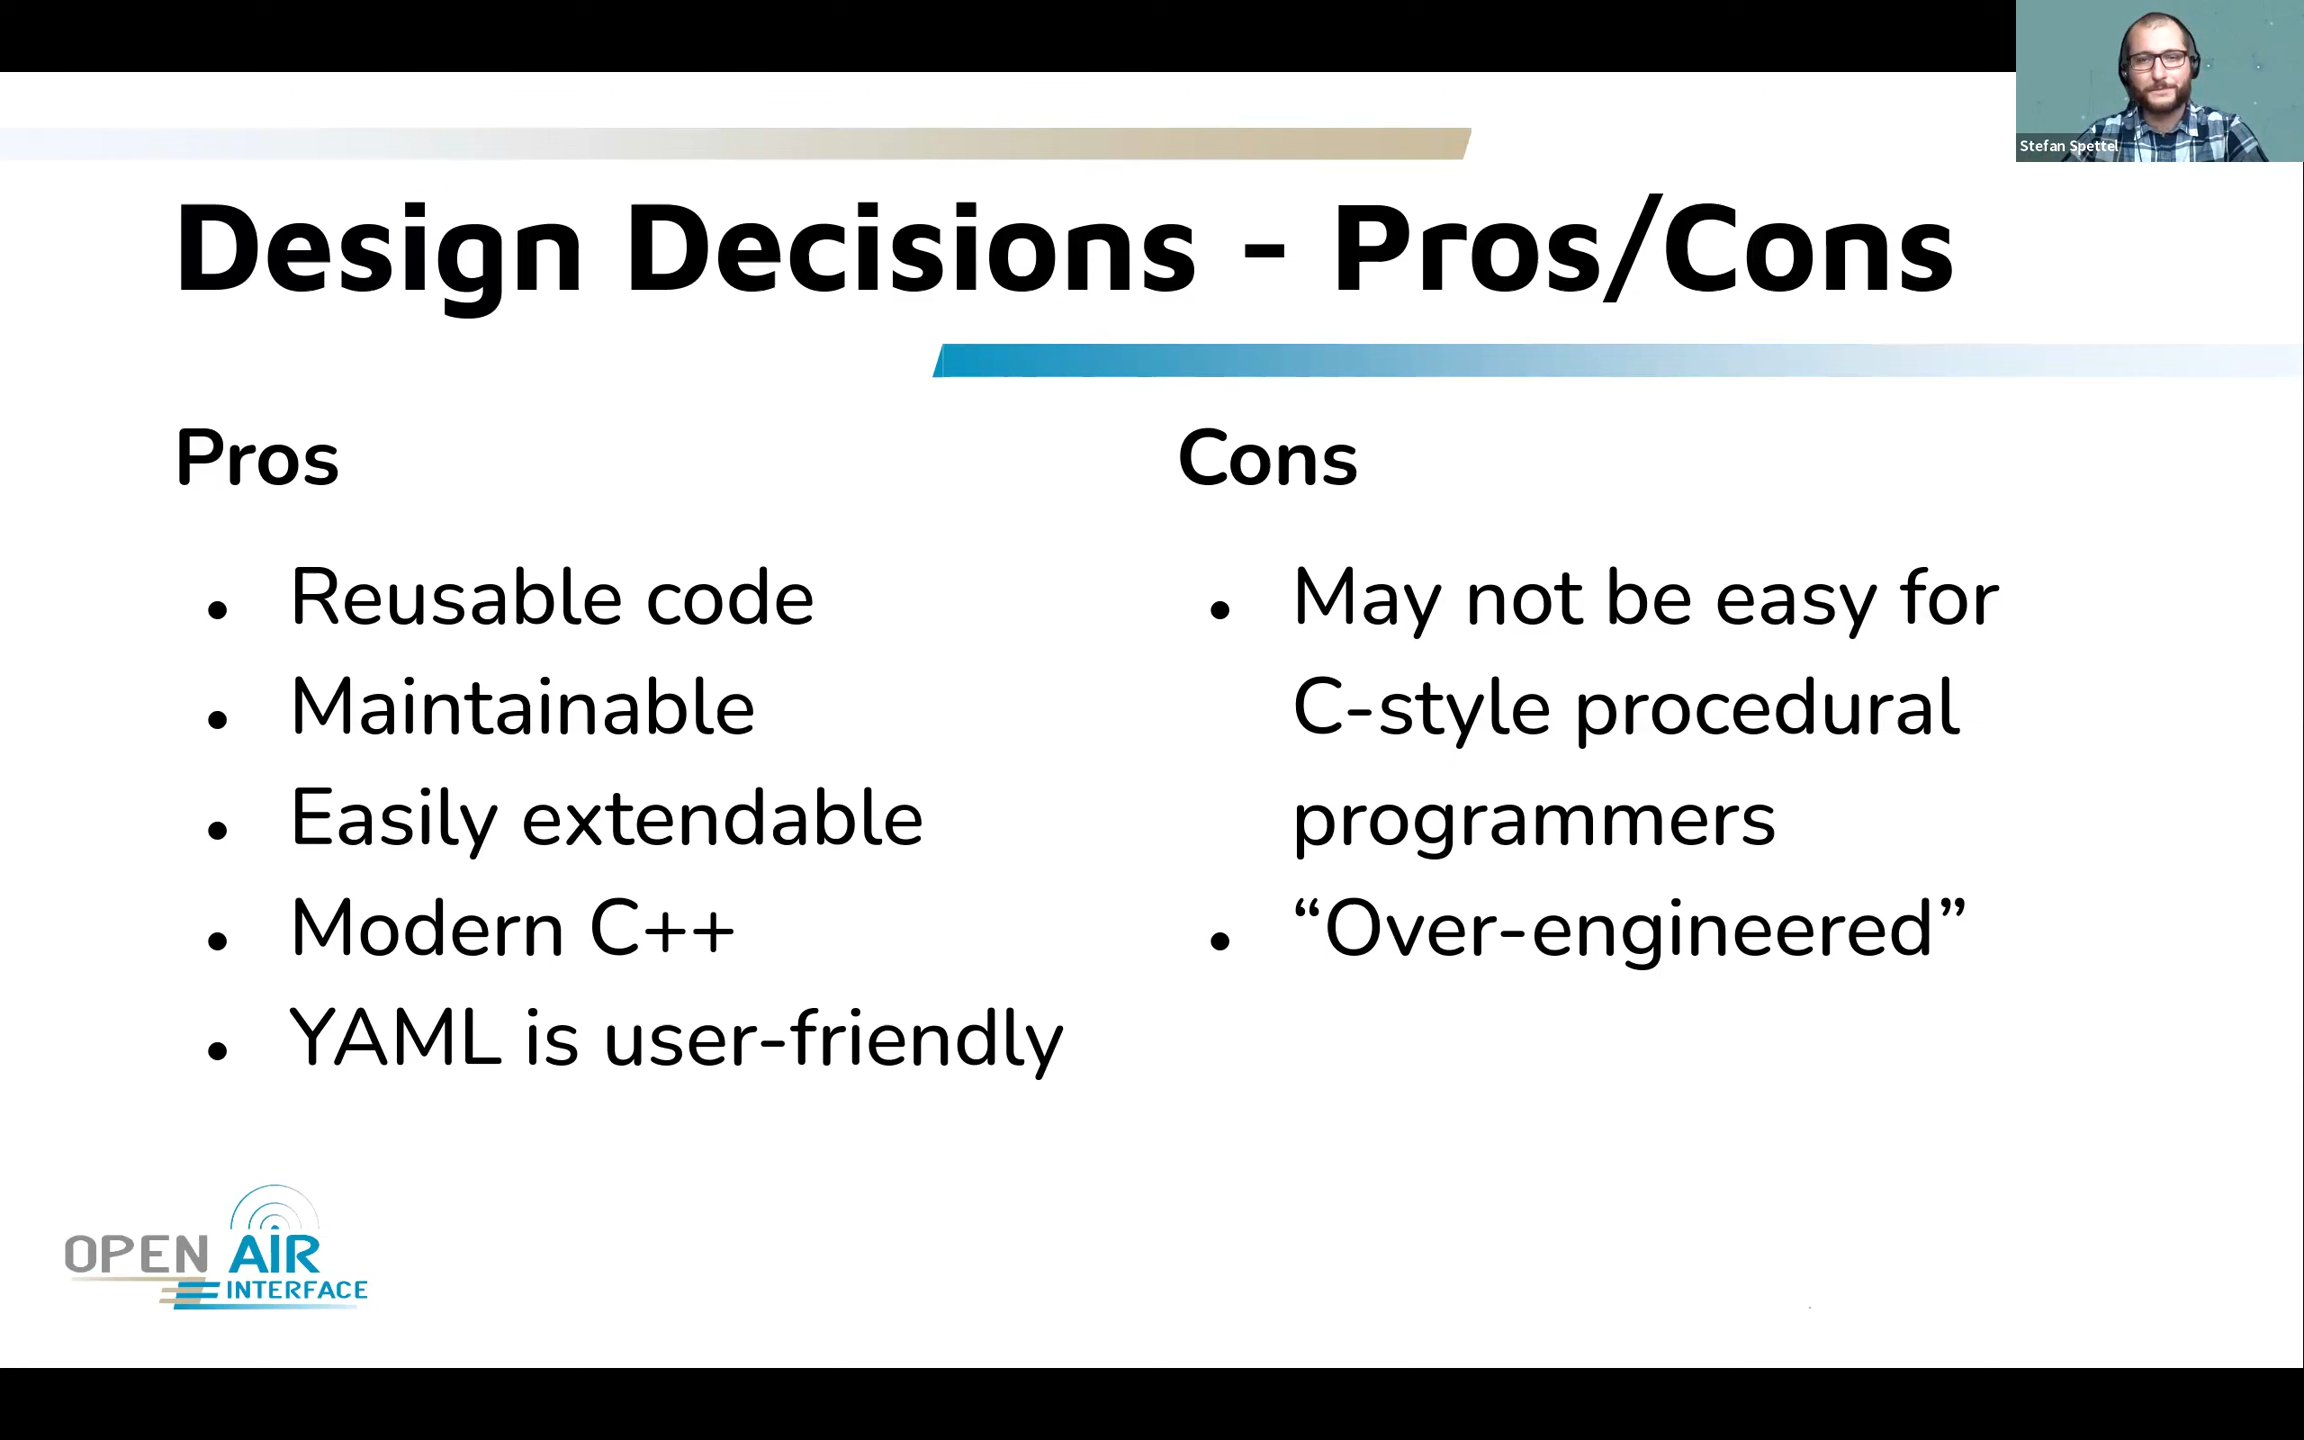 Stefan Spettel
Design Decisions - Pros/Cons
Pros
• Reusable code
• Maintainable
• Easily extendable
• Modern C++
• YAML is user-friendly
Cons
• May not be easy for
C-style procedural
programmers
• “Over-engineered”
OPEN AIR
INTERFACE